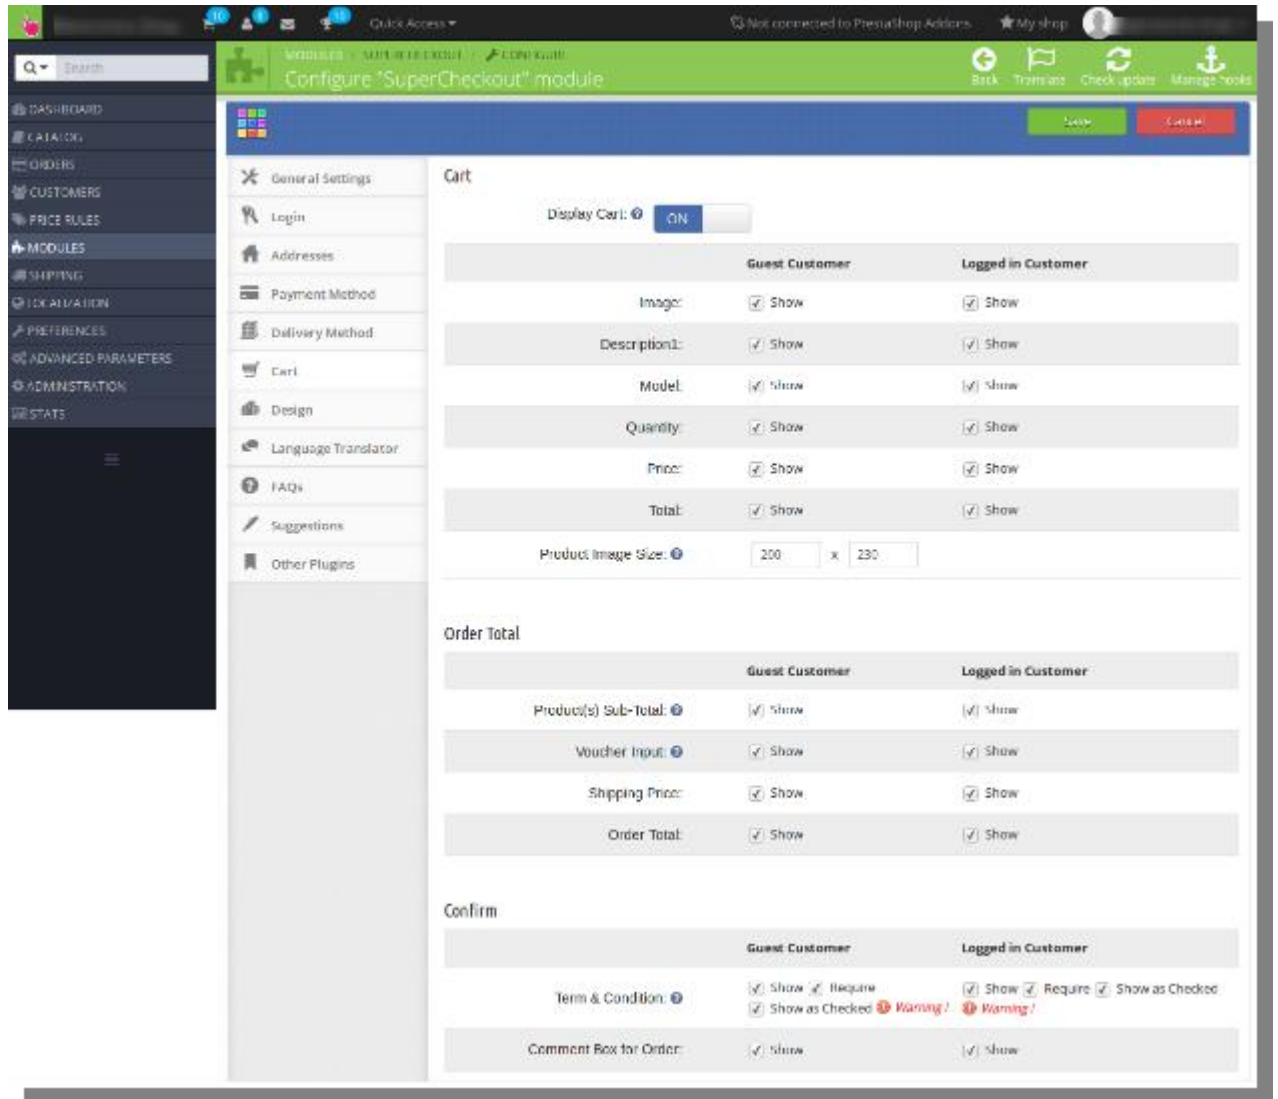 10 Quick Access Not connected to PrestaShop Addons My shop
MODULES / SUPERCHECKOUT / CONFIGURE
Configure "SuperCheckout" module
Back Translate Check update Manage hooks
Search
DASHBOARD
CATALOG
ORDERS
CUSTOMERS
PRICE RULES
MODULES
SHIPPING
LOCALIZATION
PREFERENCES
ADVANCED PARAMETERS
ADMINISTRATION
STATS
Save Cancel
General Settings
Login
Addresses
Payment Method
Delivery Method
Cart
Design
Language Translator
FAQs
Suggestions
Other Plugins
Cart
Display Cart: ON
Guest Customer Logged in Customer
Image: Show Show
Description1: Show Show
Model: Show Show
Quantity: Show Show
Price: Show Show
Total: Show Show
Product Image Size: 200 x 230
Order Total
Guest Customer Logged in Customer
Product(s) Sub-Total: Show Show
Voucher Input: Show Show
Shipping Price: Show Show
Order Total: Show Show
Confirm
Guest Customer Logged in Customer
Term & Condition: Show Require Show Require Show as Checked
Show as Checked Warning! Warning!
Comment Box for Order: Show Show